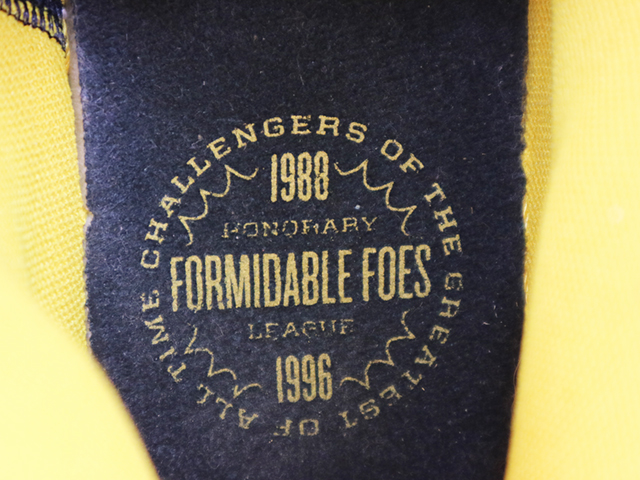 CHALLENGERS OF THE GREATEST OF ALL TIME
1988
HONORARY
FORMIDABLE FOES
LEAGUE
1996